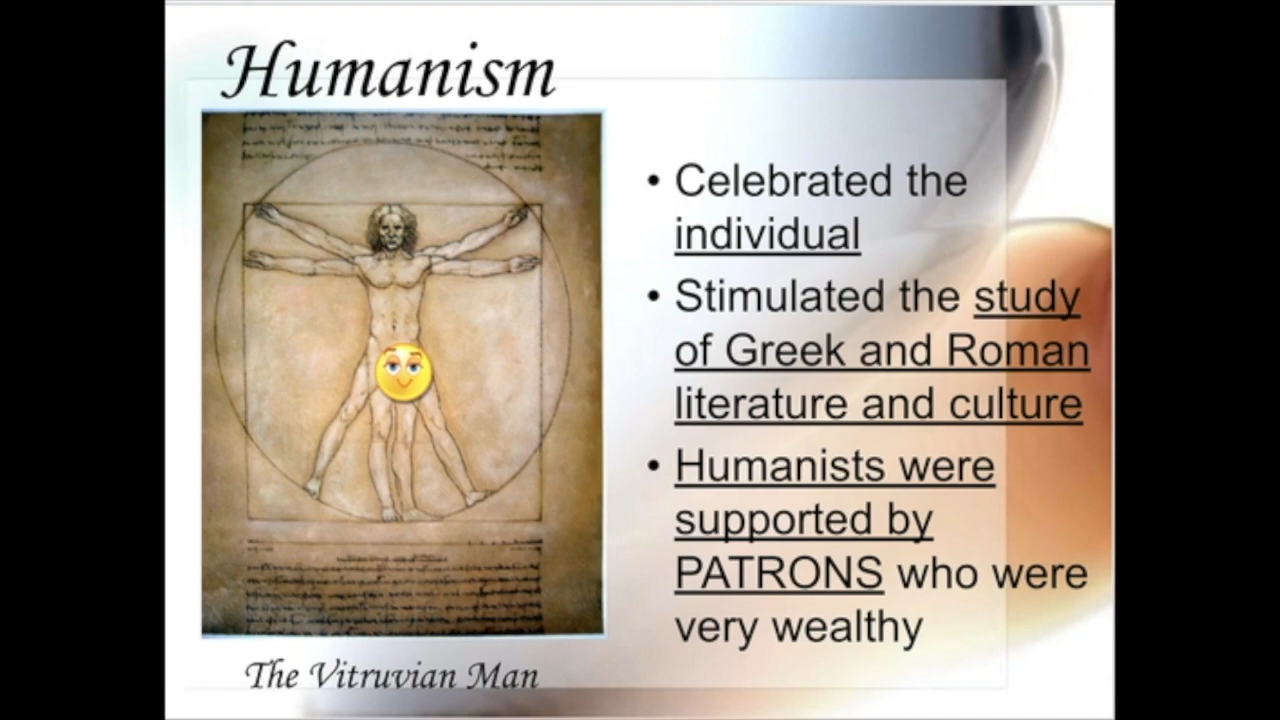 Humanism
• Celebrated the
individual
• Stimulated the study
of Greek and Roman
literature and culture
• Humanists were
supported by
PATRONS who were
very wealthy
The Vitruvian Man